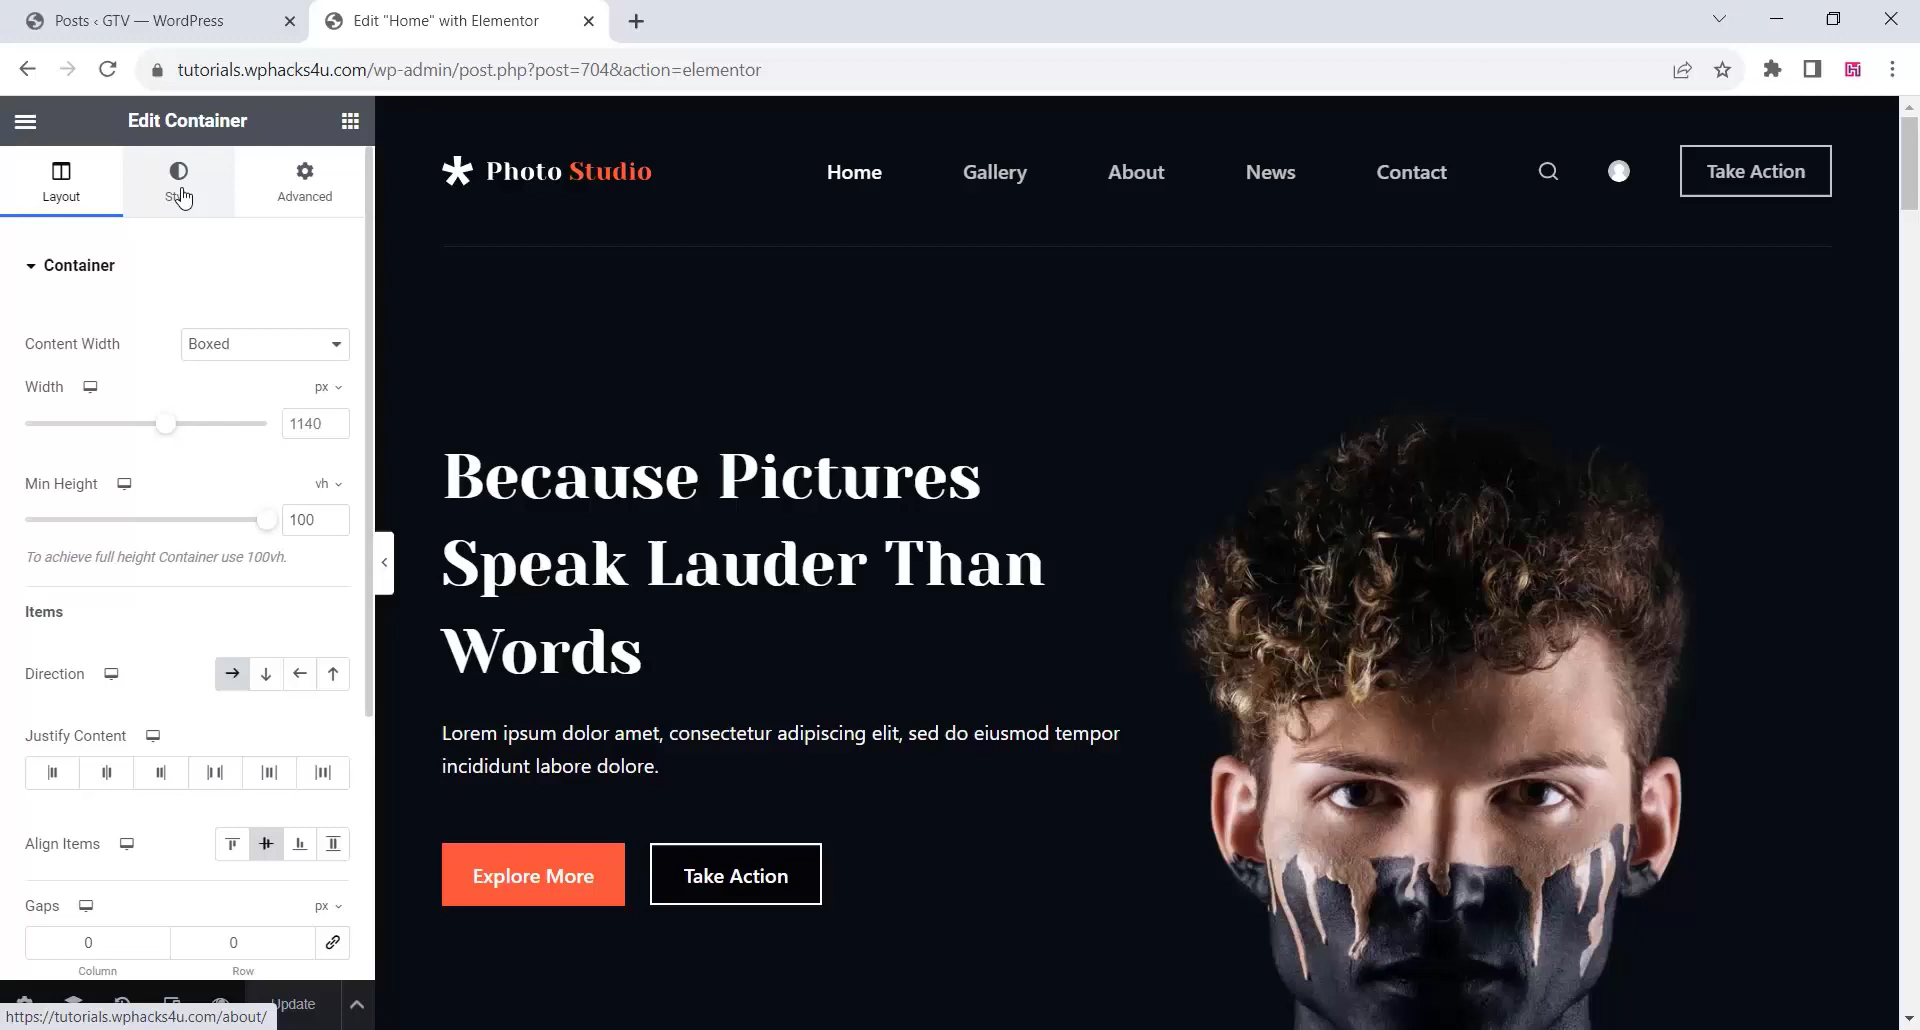 Posts ‹ GTV — WordPress
Edit "Home" with Elementor
tutorials.wphacks4u.com/wp-admin/post.php?post=704&action=elementor
Edit Container
Layout
Advanced
Photo Studio
Home
Gallery
About
News
Contact
Take Action
Container
Content Width
Boxed
Width
px
1140
Min Height
vh
100
To achieve full height Container use 100vh.
Items
Direction
Justify Content
Align Items
Gaps
px
0
0
Column
Row
Because Pictures
Speak Lauder Than
Words
Lorem ipsum dolor amet, consectetur adipiscing elit, sed do eiusmod tempor
incididunt labore dolore.
Explore More
Take Action
Update
https://tutorials.wphacks4u.com/about/